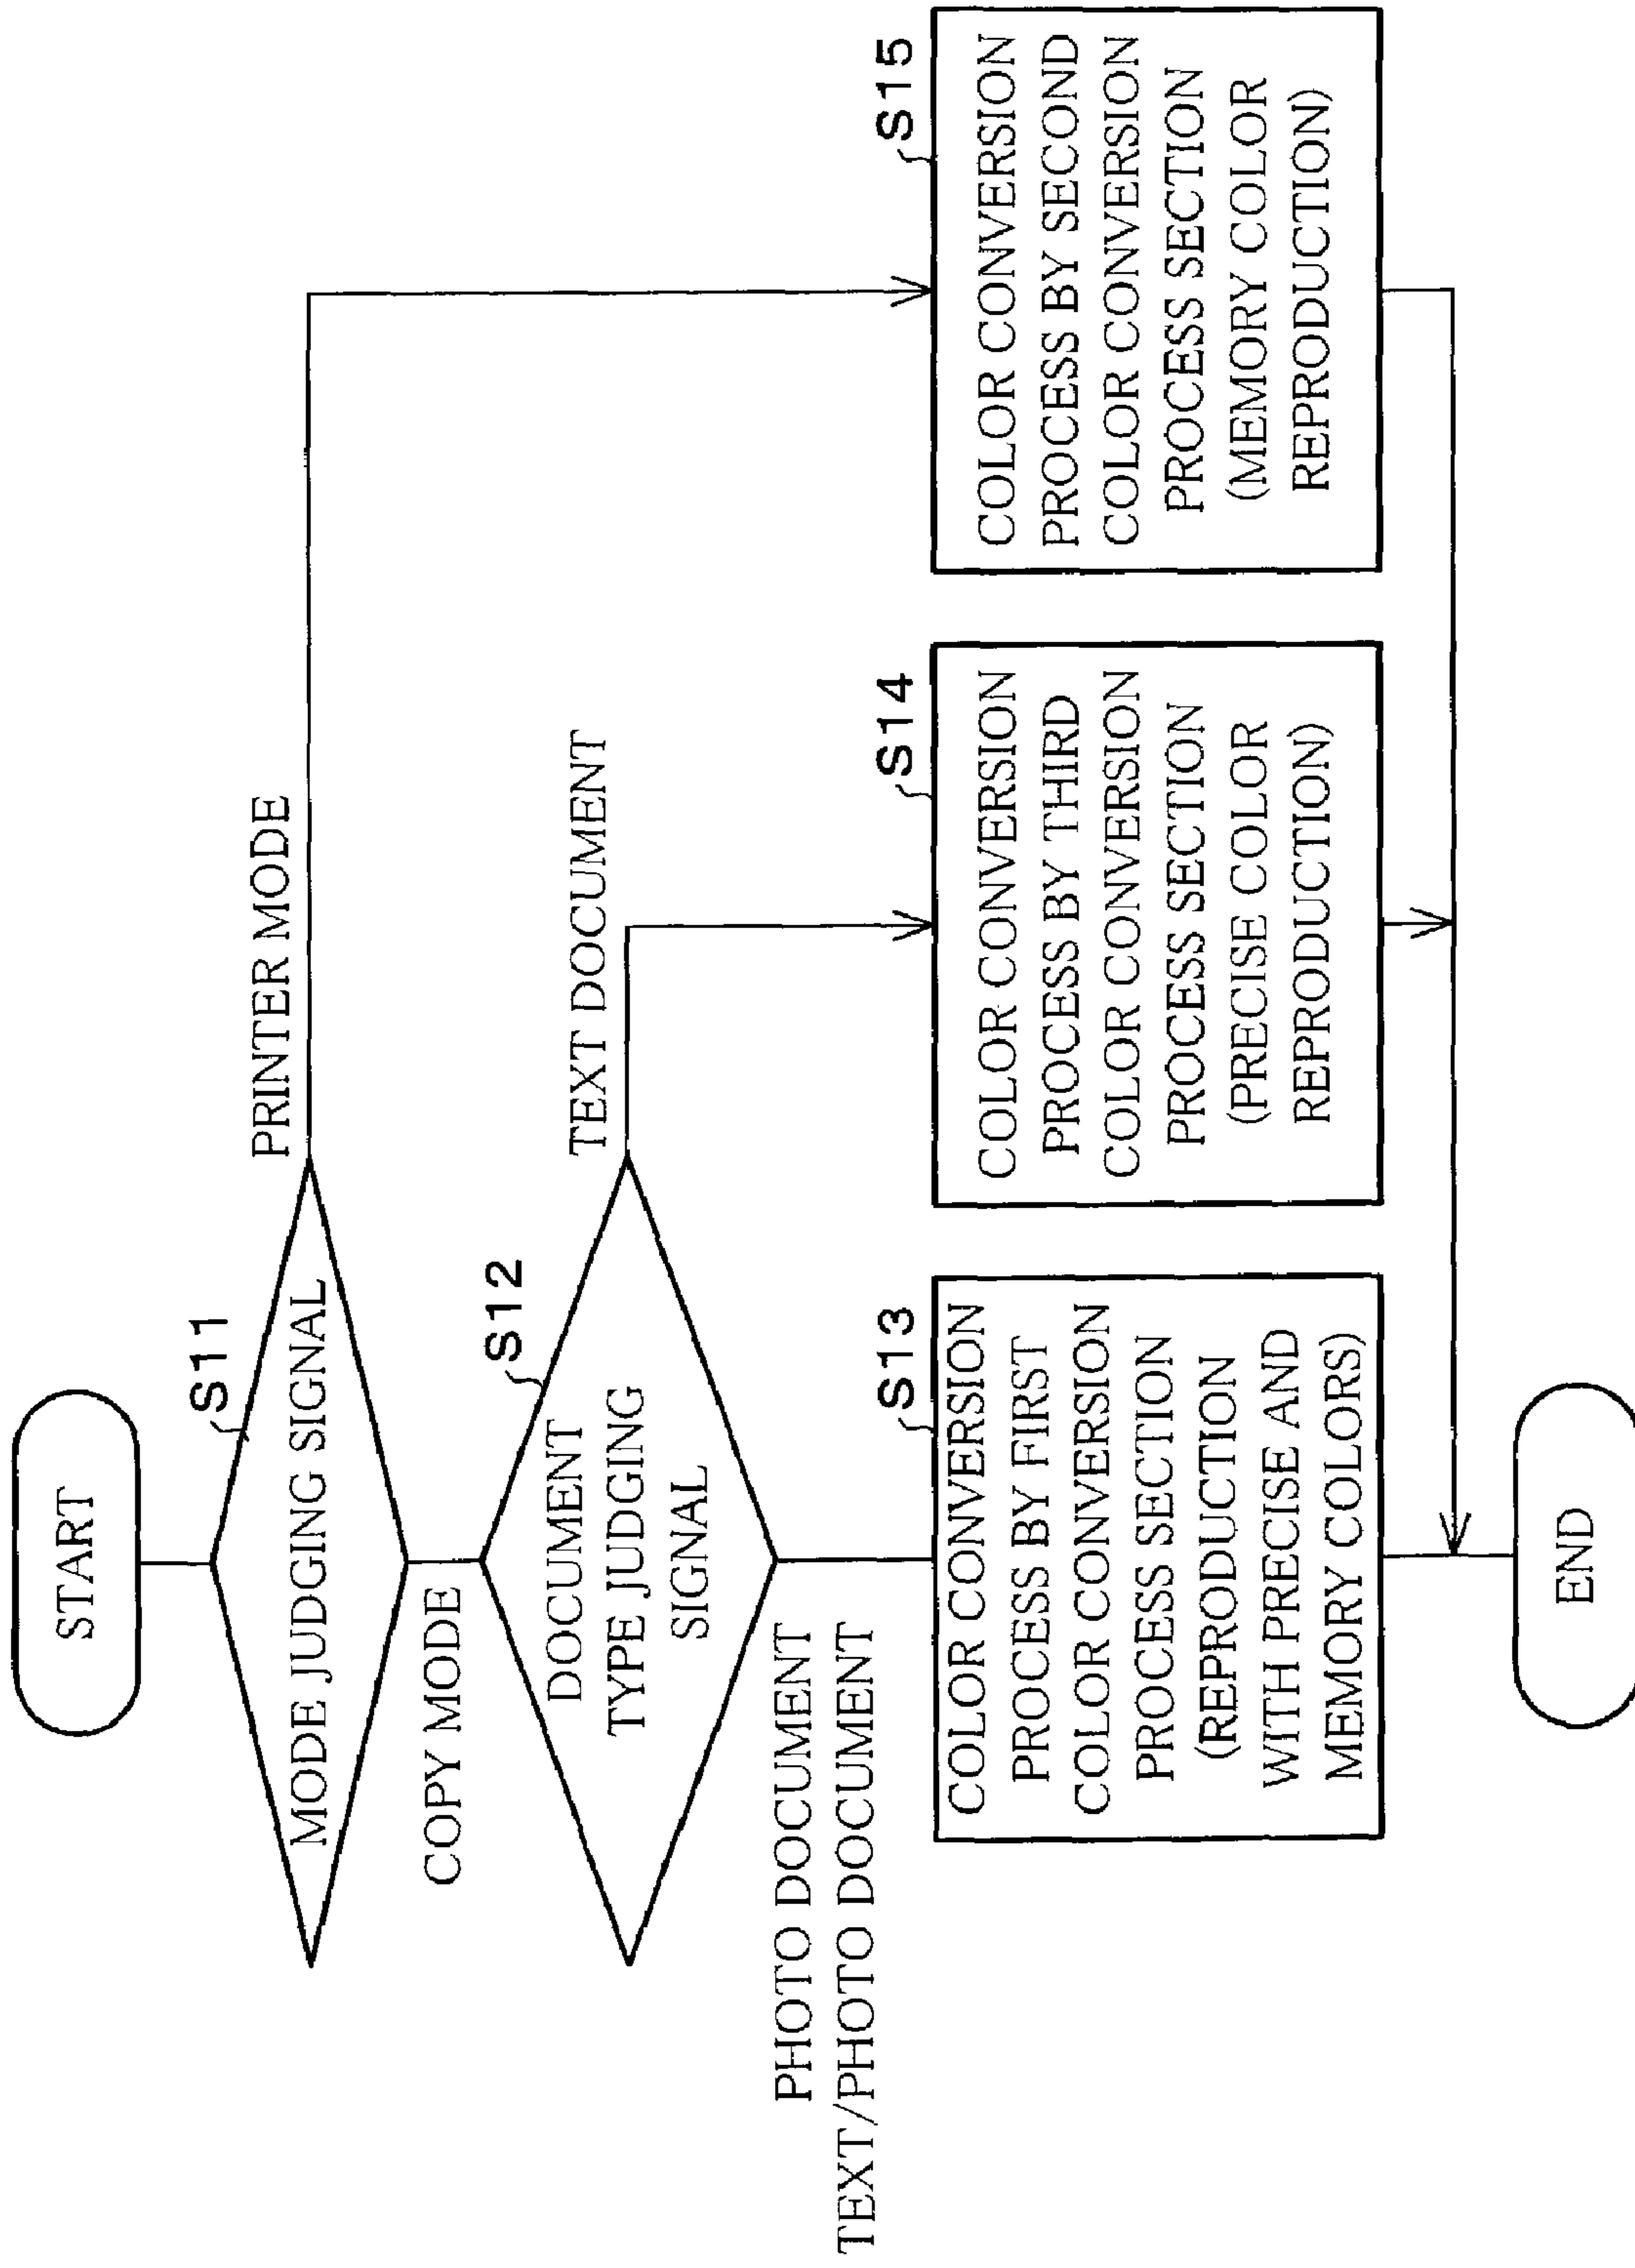 START
S11
MODE JUDGING SIGNAL
PRINTER MODE
COPY MODE
S12
DOCUMENT
TYPE JUDGING
SIGNAL
TEXT DOCUMENT
PHOTO DOCUMENT
TEXT/PHOTO DOCUMENT
S13
COLOR CONVERSION
PROCESS BY FIRST
COLOR CONVERSION
PROCESS SECTION
(REPRODUCTION
WITH PRECISE AND
MEMORY COLORS)
S14
COLOR CONVERSION
PROCESS BY THIRD
COLOR CONVERSION
PROCESS SECTION
(PRECISE COLOR
REPRODUCTION)
S15
COLOR CONVERSION
PROCESS BY SECOND
COLOR CONVERSION
PROCESS SECTION
(MEMORY COLOR
REPRODUCTION)
END